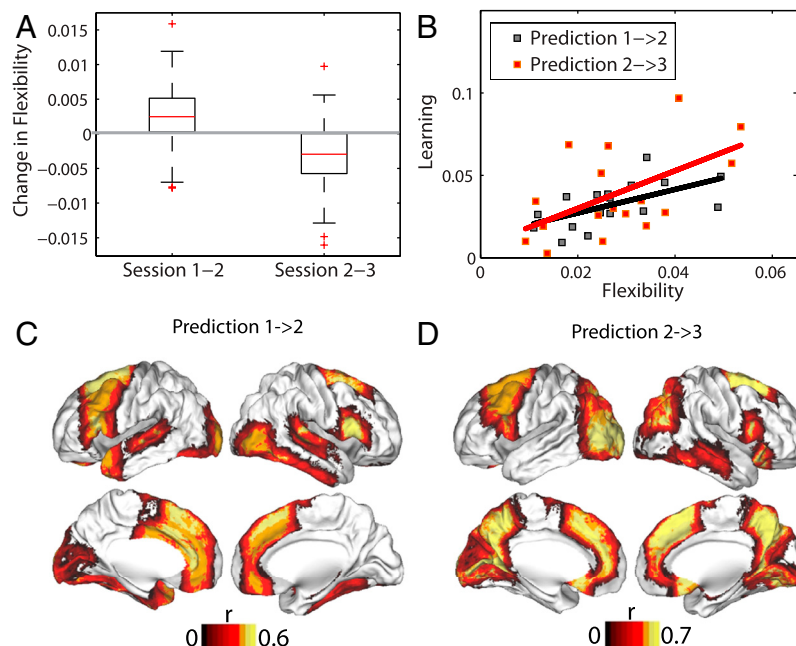 A
Change in Flexibility
0.015
0.01
0.005
0
−0.005
−0.01
−0.015
Session 1−2
Session 2−3
B
Prediction 1−>2
Prediction 2−>3
Learning
0.1
0.05
0
0
0.02
0.04
0.06
Flexibility
C
Prediction 1->2
r
0
0.6
D
Prediction 2->3
r
0
0.7